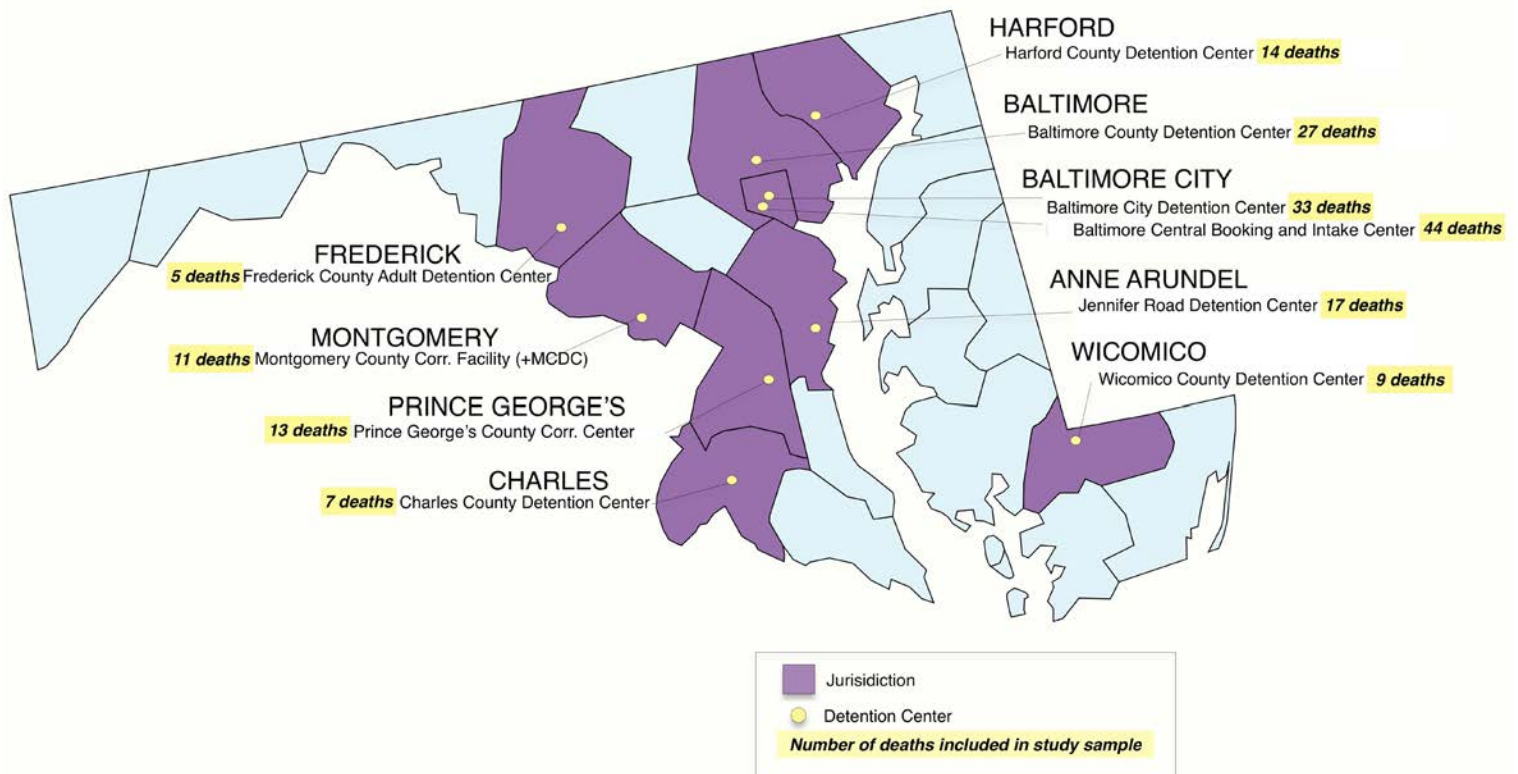 HARFORD
Harford County Detention Center 14 deaths
BALTIMORE
Baltimore County Detention Center 27 deaths
BALTIMORE CITY
Baltimore City Detention Center 33 deaths
Baltimore Central Booking and Intake Center 44 deaths
ANNE ARUNDEL
Jennifer Road Detention Center 17 deaths
WICOMICO
Wicomico County Detention Center 9 deaths
FREDERICK
5 deaths Frederick County Adult Detention Center
MONTGOMERY
11 deaths Montgomery County Corr. Facility (+MCDC)
PRINCE GEORGE'S
13 deaths Prince George's County Corr. Center
CHARLES
7 deaths Charles County Detention Center
Jurisidiction
Detention Center
Number of deaths included in study sample